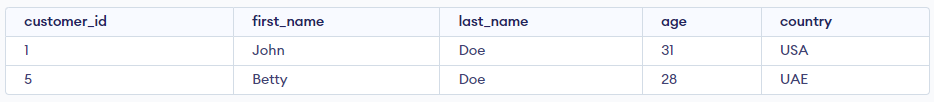 customer_id first_name last_name age country
1 John Doe 31 USA
5 Betty Doe 28 UAE